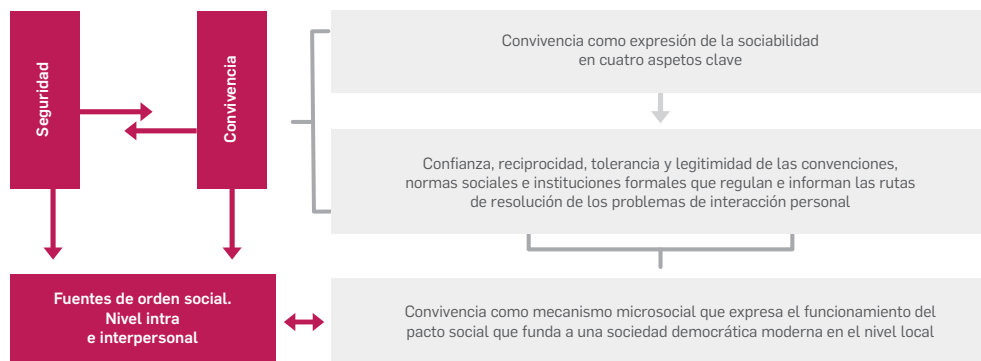 Seguridad
Convivencia
Convivencia como expresión de la sociabilidad
en cuatro aspetos clave
Confianza, reciprocidad, tolerancia y legitimidad de las convenciones,
normas sociales e instituciones formales que regulan e informan las rutas
de resolución de los problemas de interacción personal
Fuentes de orden social.
Nivel intra
e interpersonal
Convivencia como mecanismo microsocial que expresa el funcionamiento del
pacto social que funda a una sociedad democrática moderna en el nivel local